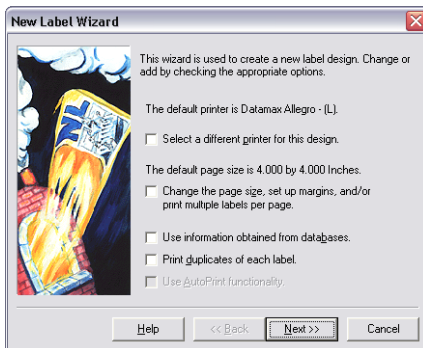 New Label Wizard
This wizard is used to create a new label design. Change or
add by checking the appropriate options.
The default printer is Datamax Allegro - (L).
Select a different printer for this design.
The default page size is 4.000 by 4.000 Inches.
Change the page size, set up margins, and/or
print multiple labels per page.
Use information obtained from databases.
Print duplicates of each label.
Use AutoPrint functionality.
NL
Help
<< Back
Next >>
Cancel